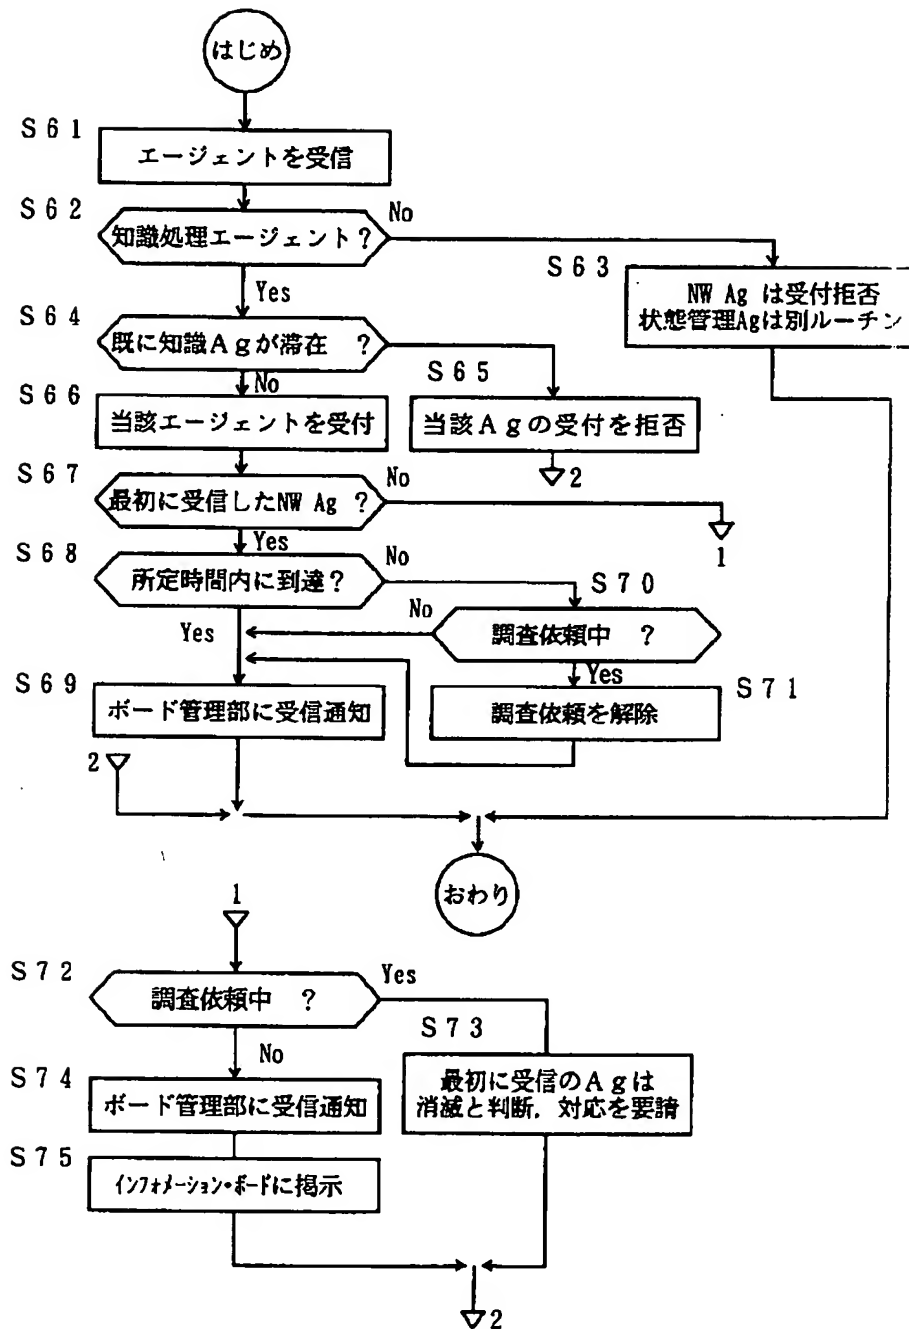 はじめ
S61
エージェントを受信
S62
知識処理エージェント？
No
S63
NW Ag は受付拒否
状態管理Agは別ルーチン
Yes
S64
既に知識Ａｇが滞在 ？
S65
No
S66
当該エージェントを受付
当該Ａｇの受付を拒否
2
S67
最初に受信したNW Ag ？
No
1
Yes
S68
所定時間内に到達？
No
S70
No
調査依頼中 ？
Yes
Yes
S69
ボード管理部に受信通知
S71
調査依頼を解除
2
おわり
1
S72
調査依頼中 ？
Yes
S73
No
最初に受信のＡｇは
消滅と判断，対応を要請
S74
ボード管理部に受信通知
S75
ｲﾝﾌｫﾒｰｼｮﾝ・ﾎﾞｰﾄﾞに掲示
2